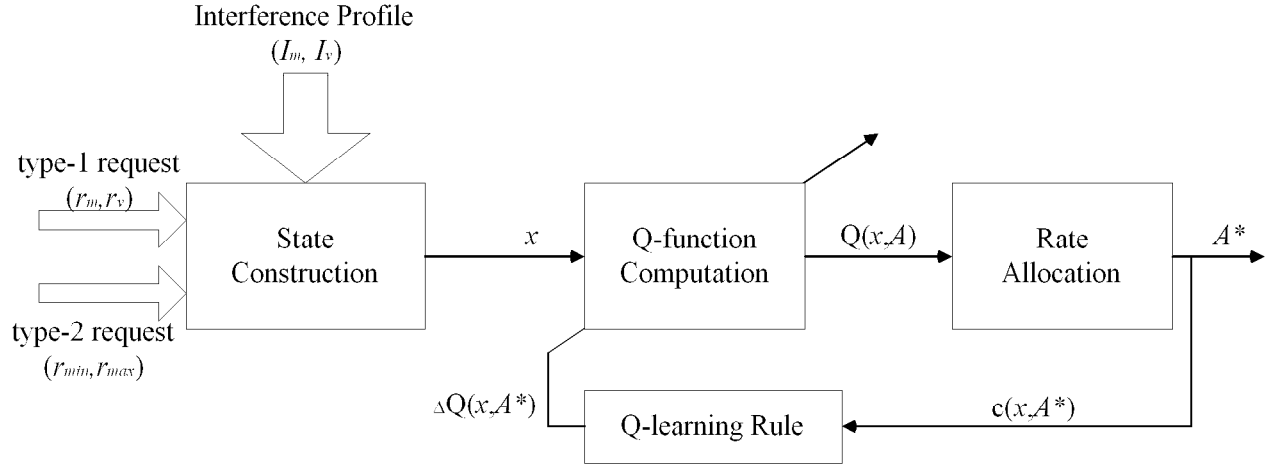 Interference Profile
(Im, Iv)
type-1 request
(rm,rv)
type-2 request
(rmin,rmax)
State
Construction
x
Q-function
Computation
Q(x,A)
Rate
Allocation
A*
ΔQ(x,A*)
Q-learning Rule
c(x,A*)